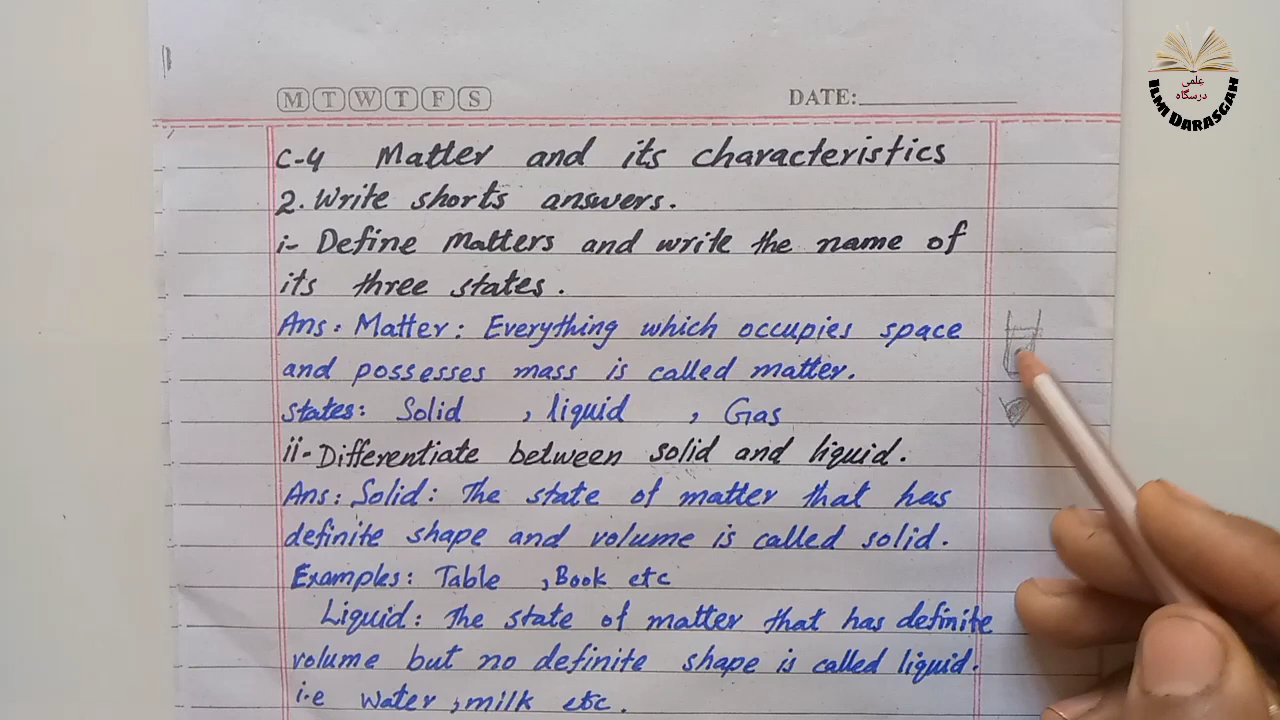 M T W T F S
DATE:
علمی
درسگاه
ILMI DARASGAH
C-4 Matter and its characteristics
2. Write shorts answers.
i- Define Matters and write the name of
its three states.
Ans: Matter: Everything which occupies space
and possesses mass is called matter.
states: Solid , liquid , Gas
ii- Differentiate between solid and liquid.
Ans: Solid: The state of matter that has
definite shape and volume is called solid.
Examples: Table , Book etc
Liquid: The state of matter that has definite
volume but no definite shape is called liquid.
i.e water , milk etc.